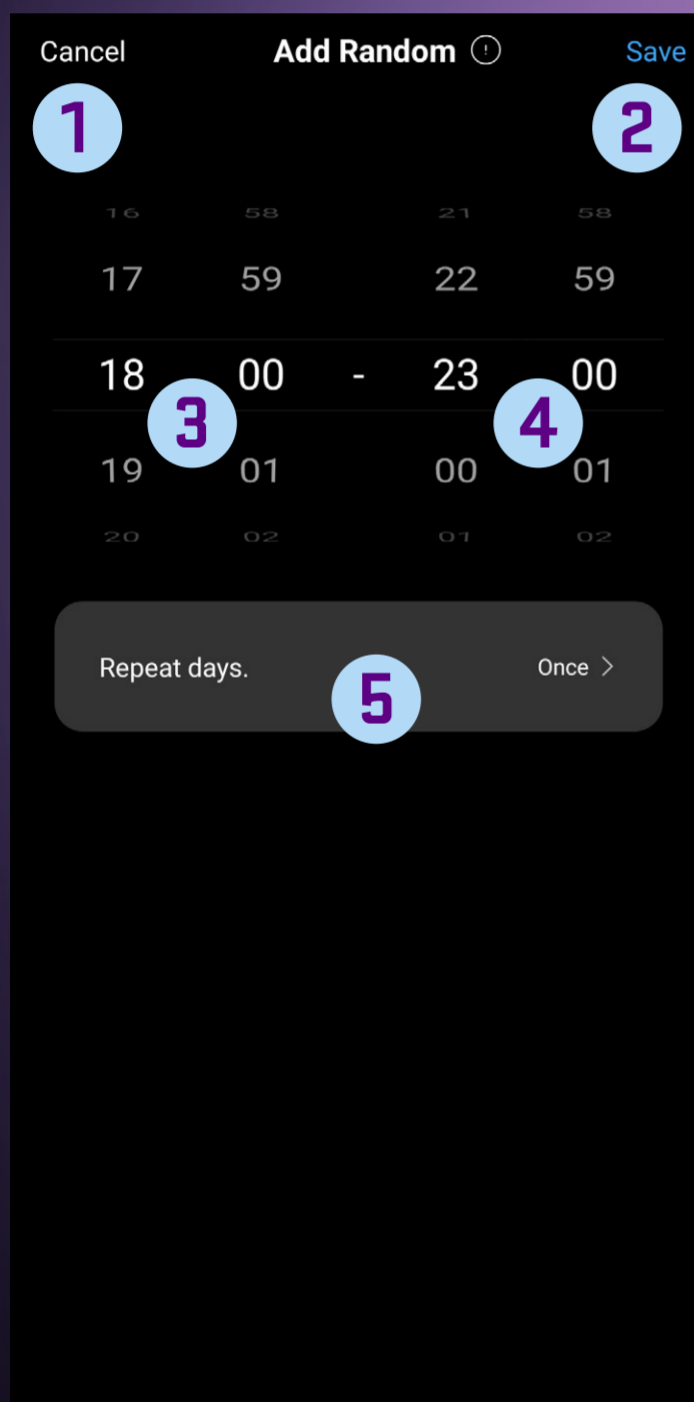 Cancel Add Random Save
1 2
16 58 21 58
17 59 22 59
18 00 - 23 00
3 4
19 01 00 01
20 02 01 02
Repeat days. Once >
5